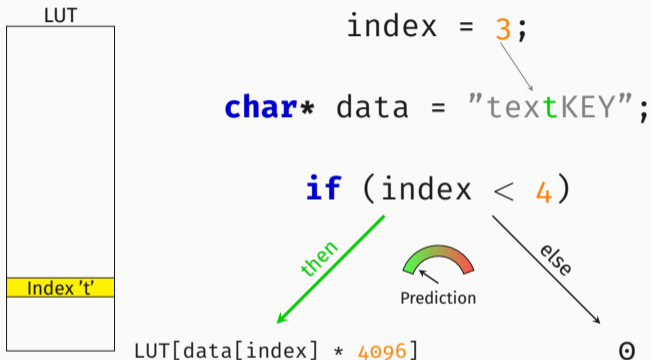 LUT
index = 3;
char* data = ”textKEY”;
if (index < 4)
then
else
Prediction
Index ’t’
LUT[data[index] * 4096]
0